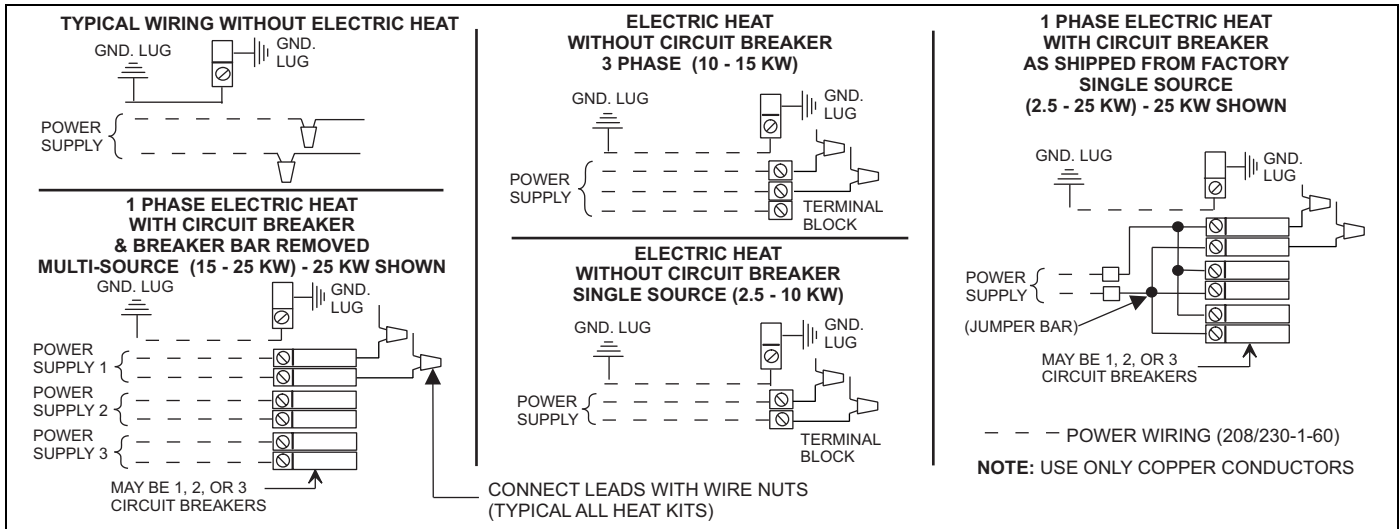 TYPICAL WIRING WITHOUT ELECTRIC HEAT
GND. LUG
GND.
LUG
POWER
SUPPLY
1 PHASE ELECTRIC HEAT
WITH CIRCUIT BREAKER
& BREAKER BAR REMOVED
MULTI-SOURCE (15 - 25 KW) - 25 KW SHOWN
GND. LUG
GND.
LUG
POWER
SUPPLY 1
POWER
SUPPLY 2
POWER
SUPPLY 3
MAY BE 1, 2, OR 3
CIRCUIT BREAKERS
CONNECT LEADS WITH WIRE NUTS
(TYPICAL ALL HEAT KITS)
ELECTRIC HEAT
WITHOUT CIRCUIT BREAKER
3 PHASE (10 - 15 KW)
GND. LUG
GND.
LUG
POWER
SUPPLY
TERMINAL
BLOCK
ELECTRIC HEAT
WITHOUT CIRCUIT BREAKER
SINGLE SOURCE (2.5 - 10 KW)
GND. LUG
GND.
LUG
POWER
SUPPLY
TERMINAL
BLOCK
1 PHASE ELECTRIC HEAT
WITH CIRCUIT BREAKER
AS SHIPPED FROM FACTORY
SINGLE SOURCE
(2.5 - 25 KW) - 25 KW SHOWN
GND. LUG
GND.
LUG
POWER
SUPPLY
(JUMPER BAR)
MAY BE 1, 2, OR 3
CIRCUIT BREAKERS
POWER WIRING (208/230-1-60)
NOTE: USE ONLY COPPER CONDUCTORS